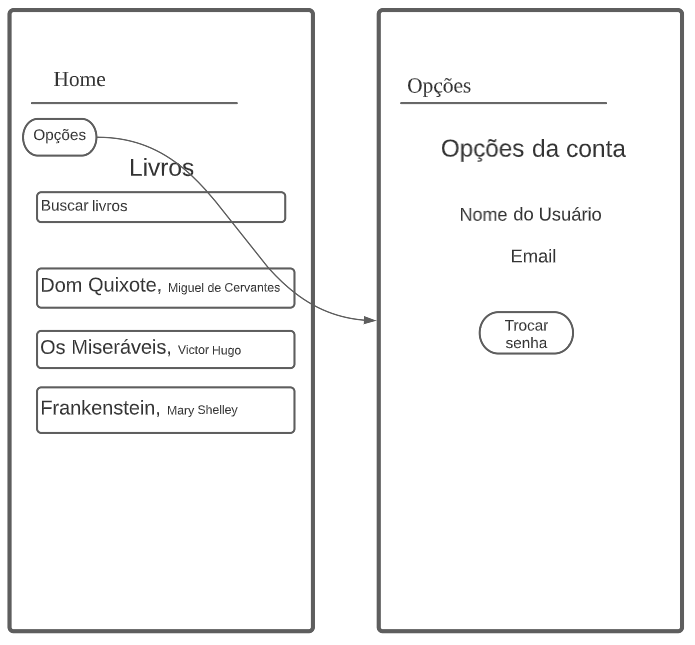 Home
Opções
Livros
Buscar livros
Dom Quixote, Miguel de Cervantes
Os Miseráveis, Victor Hugo
Frankenstein, Mary Shelley
Opções
Opções da conta
Nome do Usuário
Email
Trocar
senha